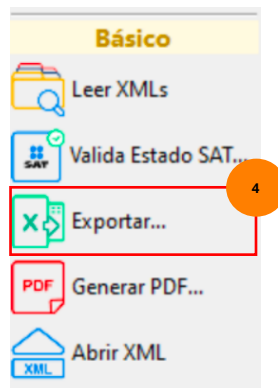 Básico
Leer XMLs
SAT
Valida Estado SAT...
4
X
Exportar...
PDF
Generar PDF...
XML
Abrir XML